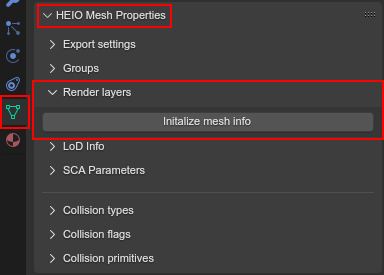 HEIO Mesh Properties
Export settings
Groups
Render layers
Initalize mesh info
LoD Info
SCA Parameters
Collision types
Collision flags
Collision primitives